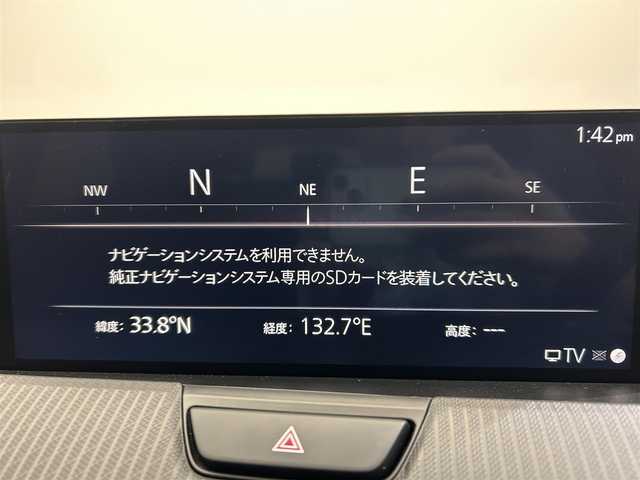 1:42 pm
NW N NE E SE
ナビゲーションシステムを利用できません。
純正ナビゲーションシステム専用のSDカードを装着してください。
緯度: 33.8°N 経度: 132.7°E 高度: ---
TV